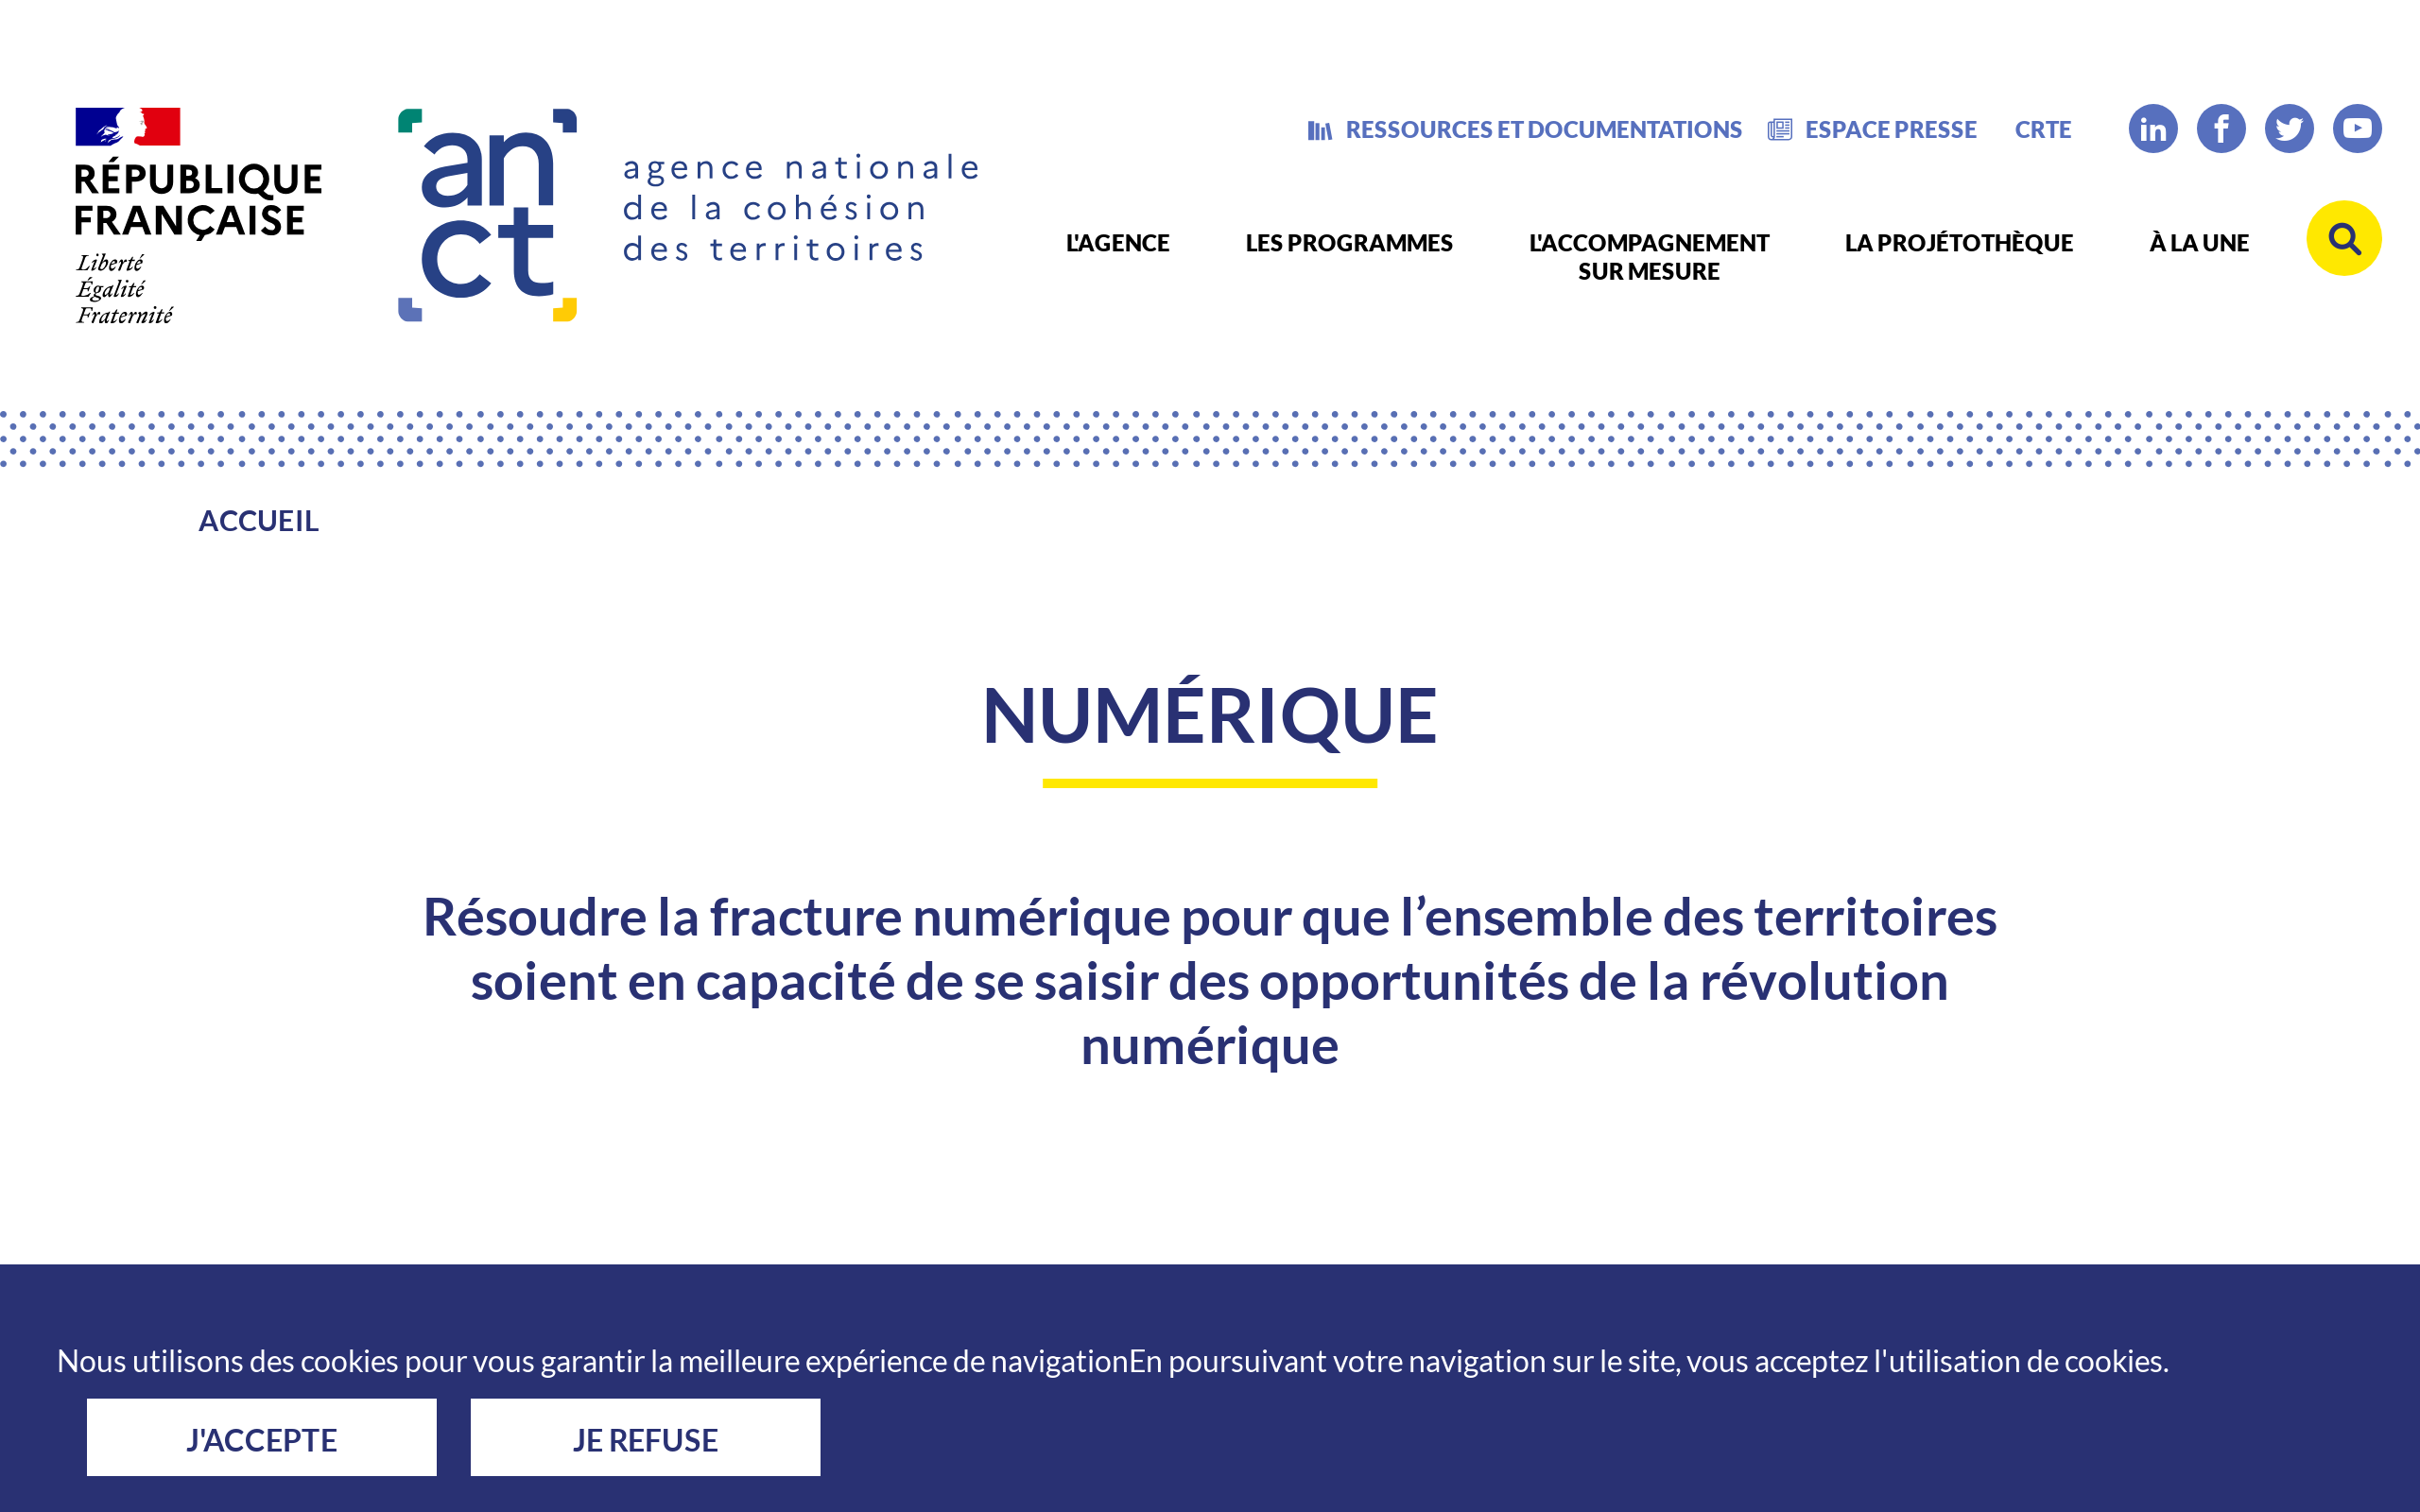 RÉPUBLIQUE
FRANÇAISE
Liberté
Égalité
Fraternité
anct
agence nationale
de la cohésion
des territoires
RESSOURCES ET DOCUMENTATIONS
ESPACE PRESSE
CRTE
L'AGENCE
LES PROGRAMMES
L'ACCOMPAGNEMENT
SUR MESURE
LA PROJÉTOTHÈQUE
À LA UNE
ACCUEIL
NUMÉRIQUE
Résoudre la fracture numérique pour que l’ensemble des territoires
soient en capacité de se saisir des opportunités de la révolution
numérique
Nous utilisons des cookies pour vous garantir la meilleure expérience de navigationEn poursuivant votre navigation sur le site, vous acceptez l'utilisation de cookies.
J'ACCEPTE
JE REFUSE